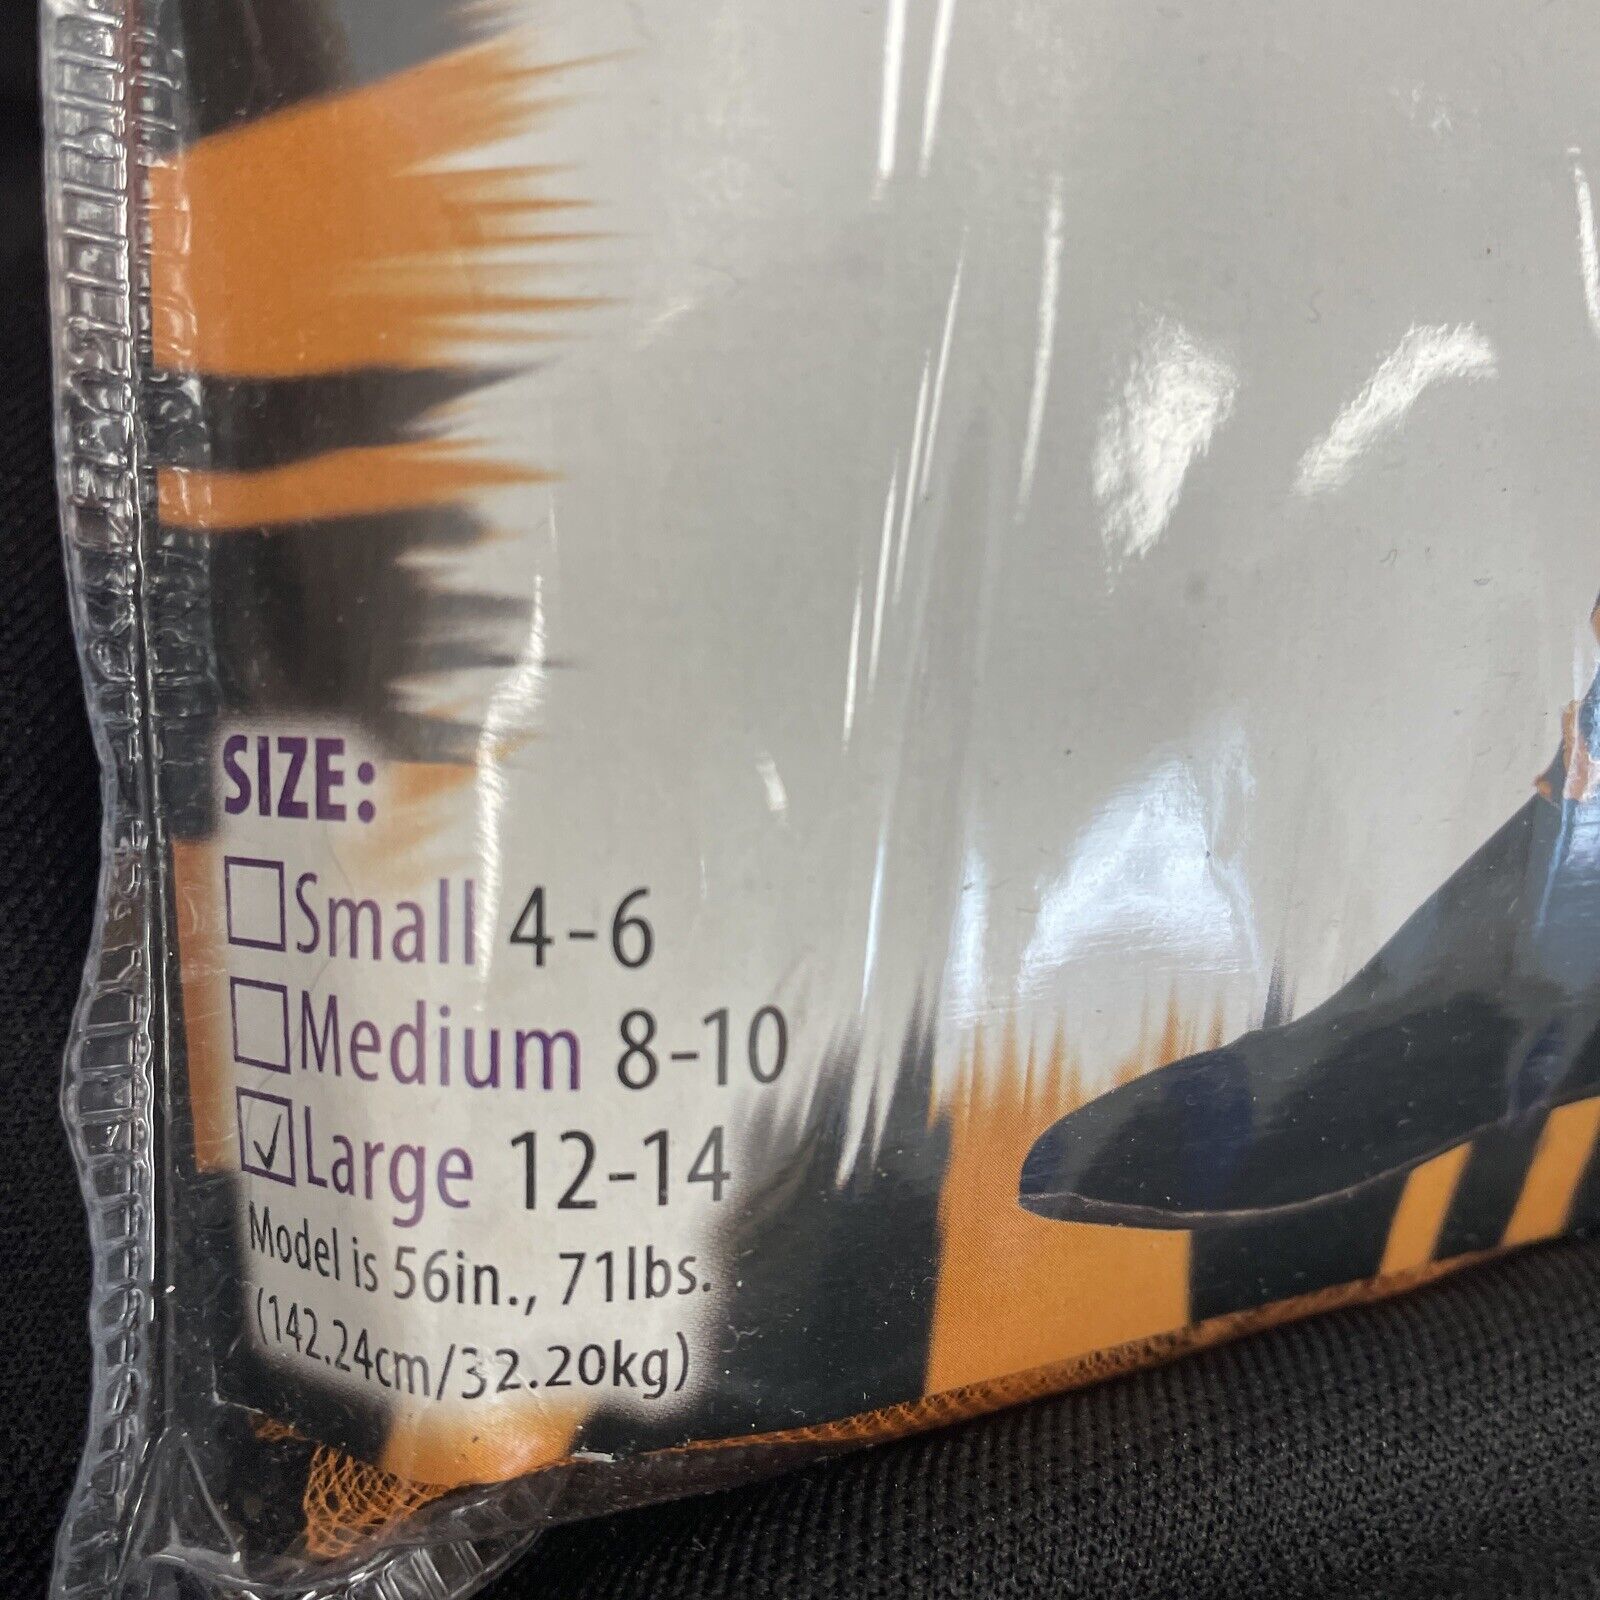 SIZE:
Small 4-6
Medium 8-10
Large 12-14
Model is 56in., 71lbs.
(142.24cm/32.20kg)